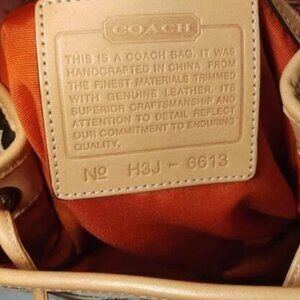 COACH
THIS IS A COACH BAG. IT WAS
HANDCRAFTED IN CHINA FROM
THE FINEST MATERIALS TRIMMED
WITH GENUINE LEATHER. ITS
SUPERIOR CRAFTSMANSHIP AND
ATTENTION TO DETAIL REFLECT
OUR COMMITMENT TO ENDURING
QUALITY.
Nº H3J - 6613